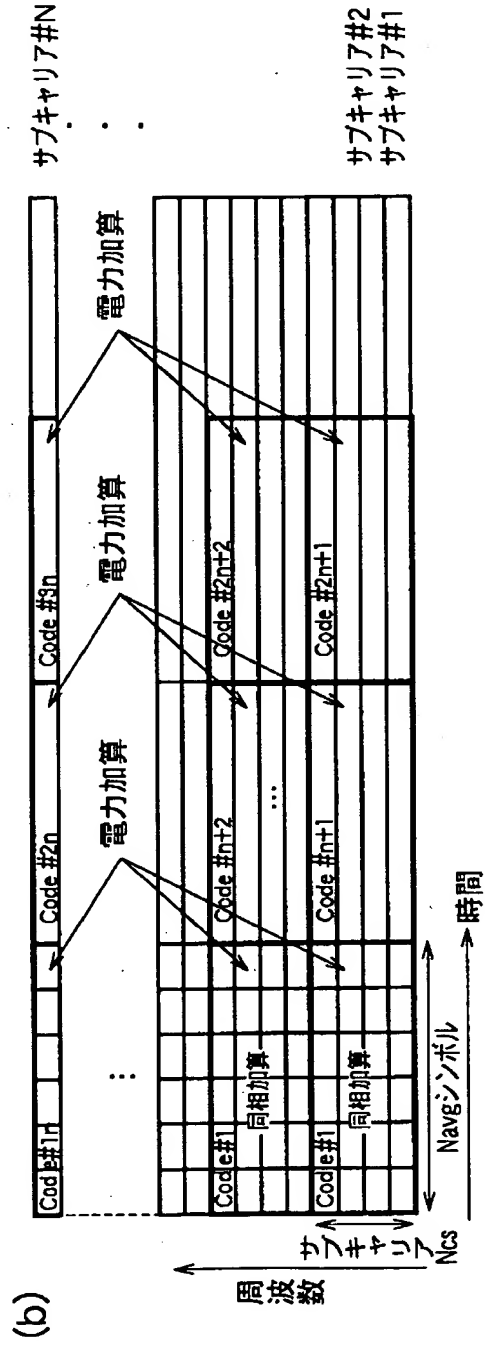 (b)
サブキャリア#N
電力加算
電力加算
電力加算
Code#1n
Code #2n
Code #3n
Code#1
Code #n+2
Code #2n+2
同相加算
Code#1
Code #n+1
Code #2n+1
同相加算
サブキャリア#2
サブキャリア#1
周波数
サブキャリア
Ncs
Navgシンボル
時間